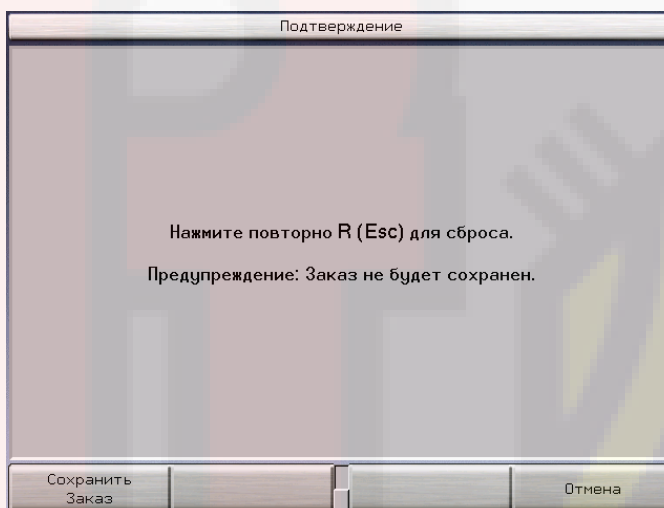 Подтверждение
Нажмите повторно R (Esc) для сброса.
Предупреждение: Заказ не будет сохранен.
Сохранить
Заказ
Отмена